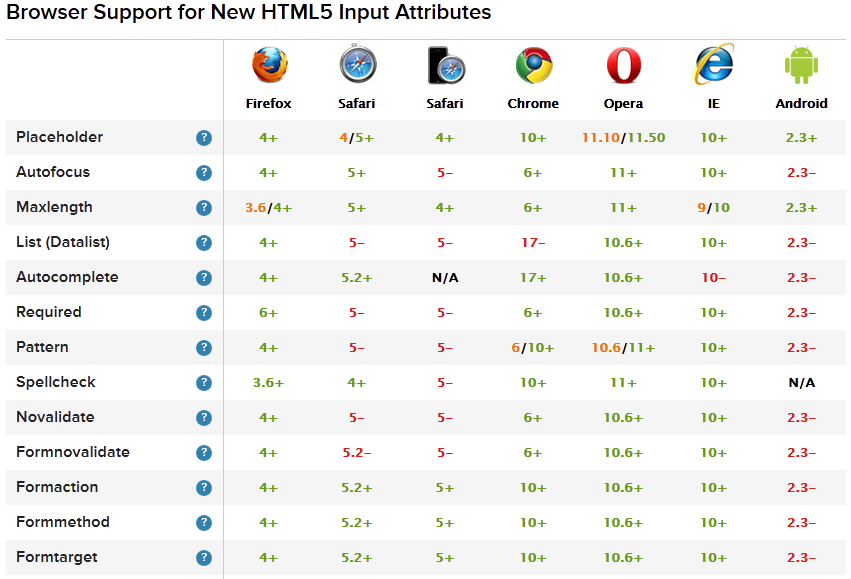 Browser Support for New HTML5 Input Attributes
Firefox Safari Safari Chrome Opera IE Android
Placeholder ? 4+ 4/5+ 4+ 10+ 11.10/11.50 10+ 2.3+
Autofocus ? 4+ 5+ 5– 6+ 11+ 10+ 2.3–
Maxlength ? 3.6/4+ 5+ 4+ 6+ 11+ 9/10 2.3+
List (Datalist) ? 4+ 5– 5– 17– 10.6+ 10+ 2.3–
Autocomplete ? 4+ 5.2+ N/A 17+ 10.6+ 10– 2.3–
Required ? 6+ 5– 5– 6+ 10.6+ 10+ 2.3–
Pattern ? 4+ 5– 5– 6/10+ 10.6/11+ 10+ 2.3–
Spellcheck ? 3.6+ 4+ 5– 10+ 11+ 10+ N/A
Novalidate ? 4+ 5– 5– 6+ 10.6+ 10+ 2.3–
Formnovalidate ? 4+ 5.2– 5– 6+ 10.6+ 10+ 2.3–
Formaction ? 4+ 5.2+ 5+ 10+ 10.6+ 10+ 2.3–
Formmethod ? 4+ 5.2+ 5+ 10+ 10.6+ 10+ 2.3–
Formtarget ? 4+ 5.2+ 5+ 10+ 10.6+ 10+ 2.3–